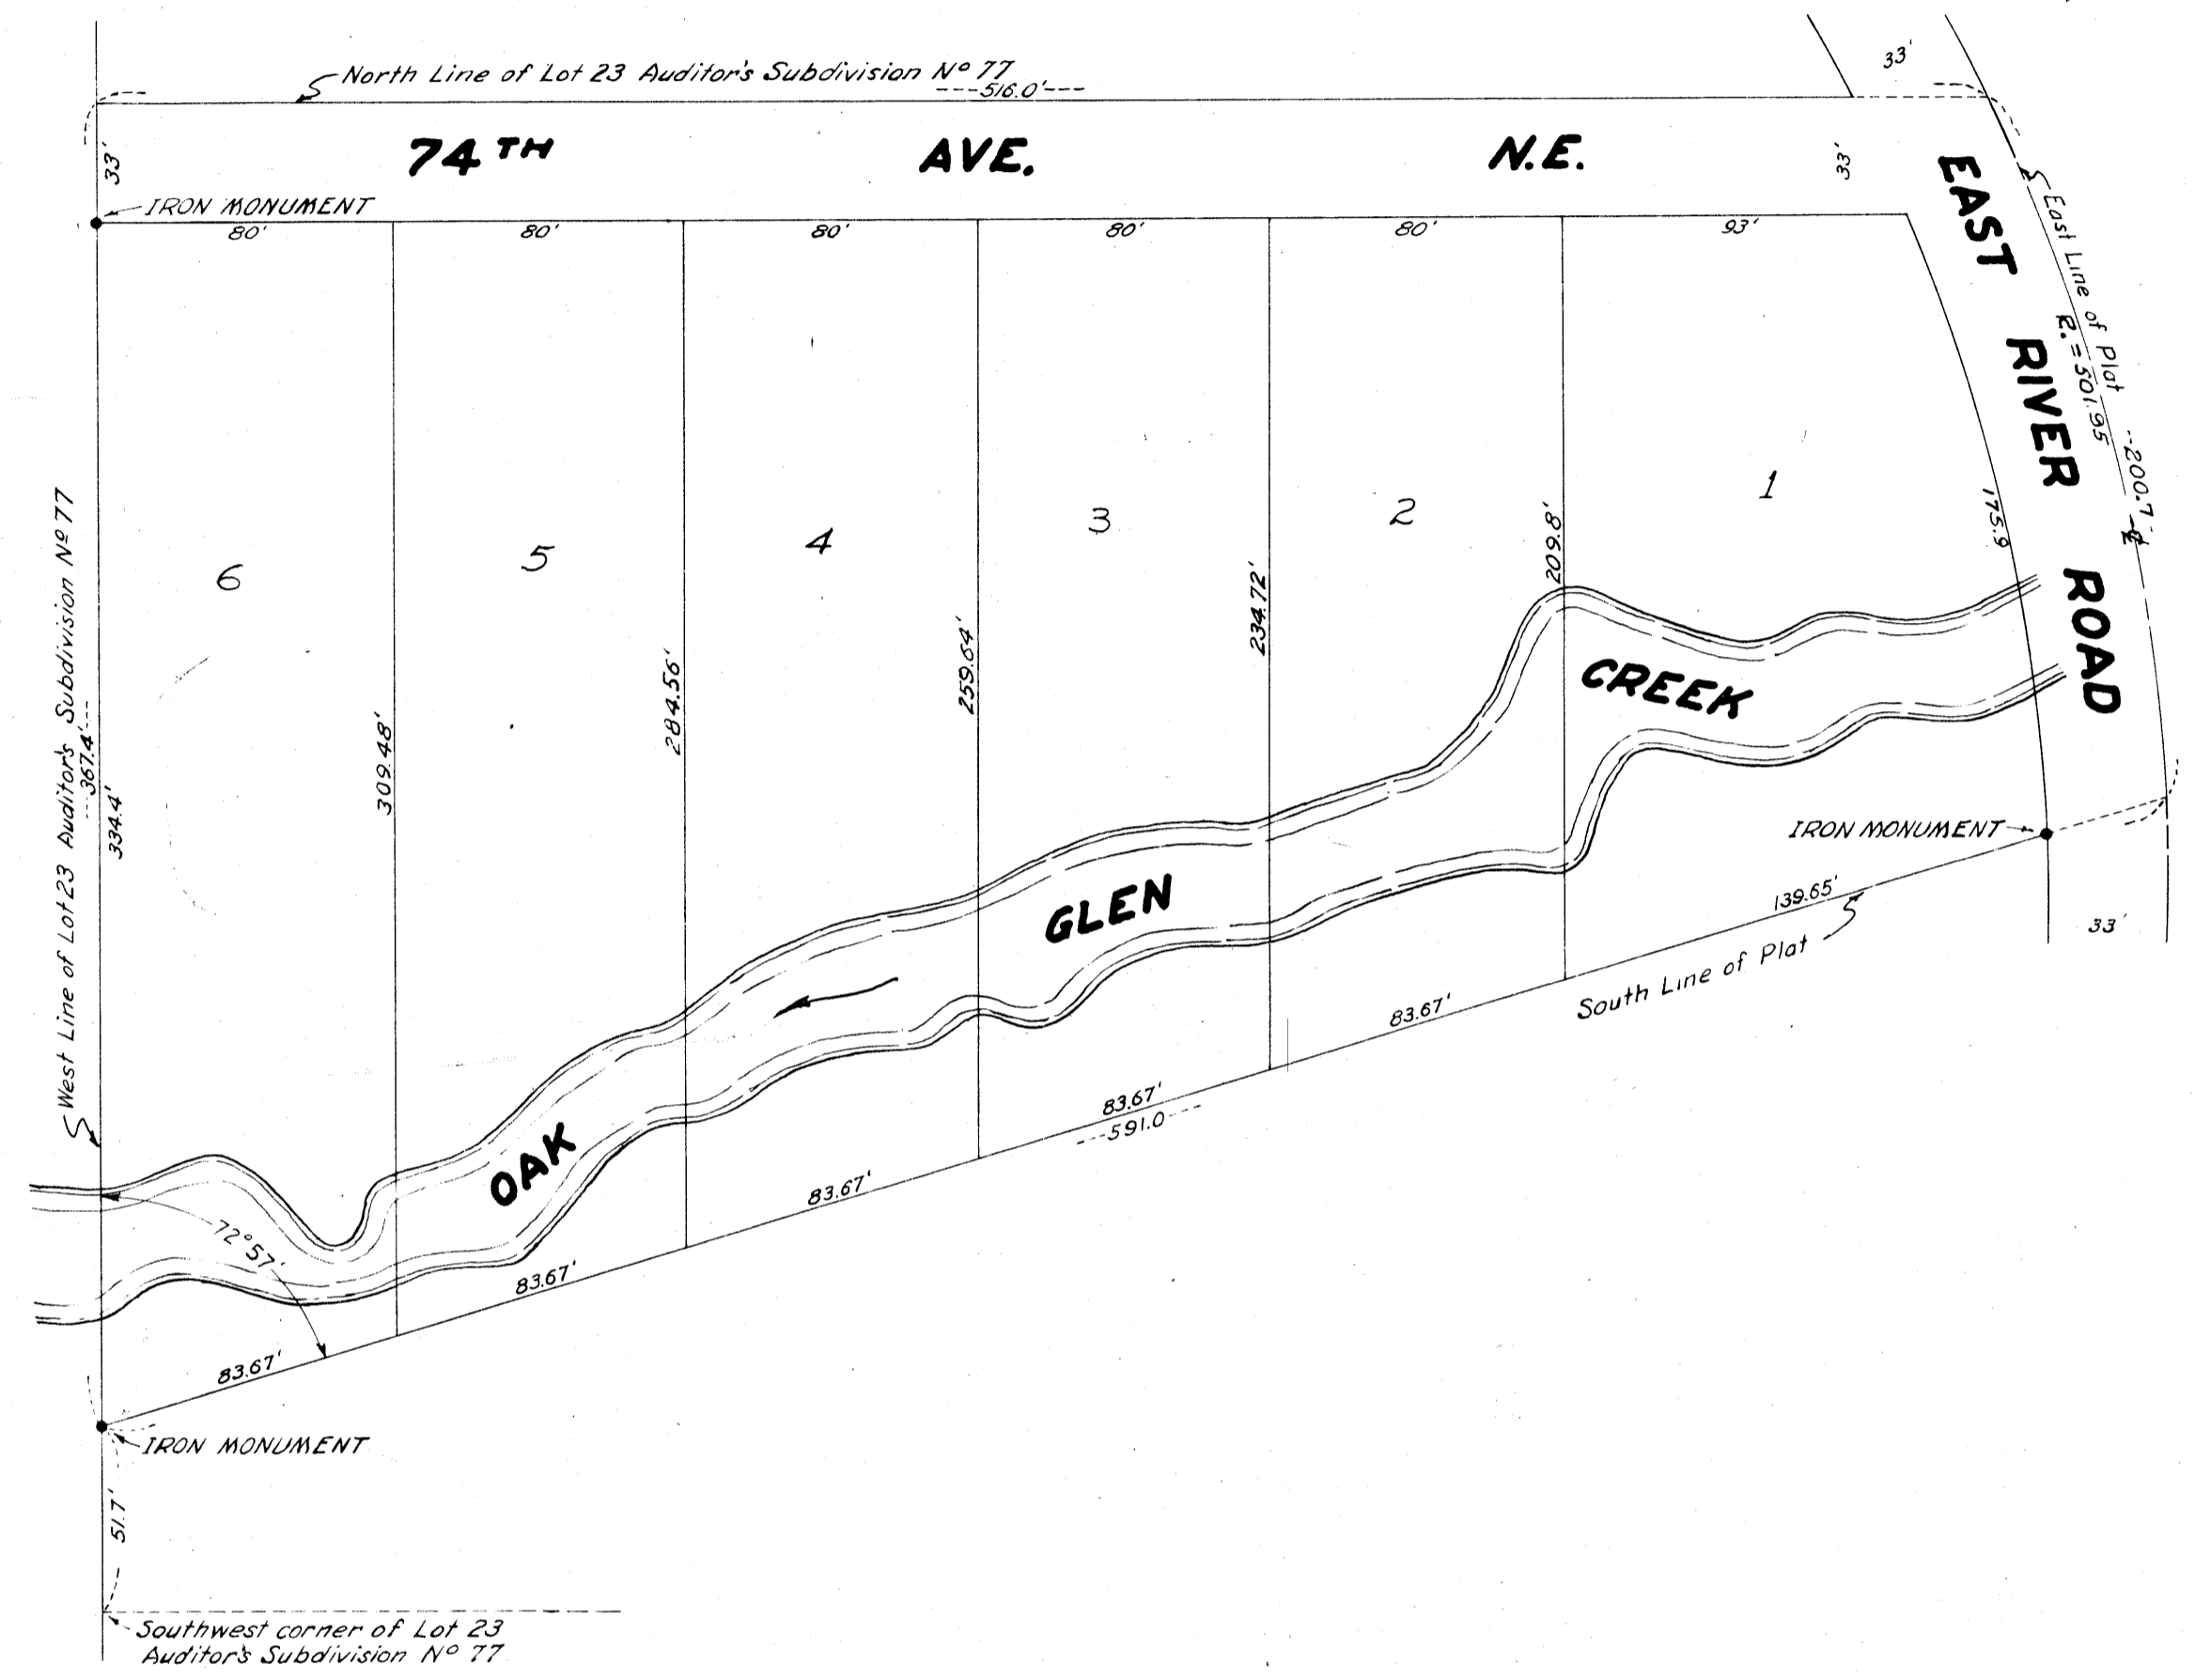 33'
North Line of Lot 23 Auditor's Subdivision Nº 77
---516.0'---
33'
74TH AVE. N.E.
33'
IRON MONUMENT
80'
80'
80'
80'
80'
93'
EAST RIVER ROAD
East Line of Plat
R. = 501.95
--200.7'
175.9
1
2
3
4
5
6
209.8'
234.72'
259.64'
284.56'
309.48'
West Line of Lot 23 Auditor's Subdivision Nº 77
---367.4'---
334.4'
OAK GLEN CREEK
IRON MONUMENT
139.65'
33'
South Line of Plat
83.67'
83.67'
---591.0---
83.67'
83.67'
83.67'
72°57'
IRON MONUMENT
51.7'
Southwest corner of Lot 23
Auditor's Subdivision Nº 77